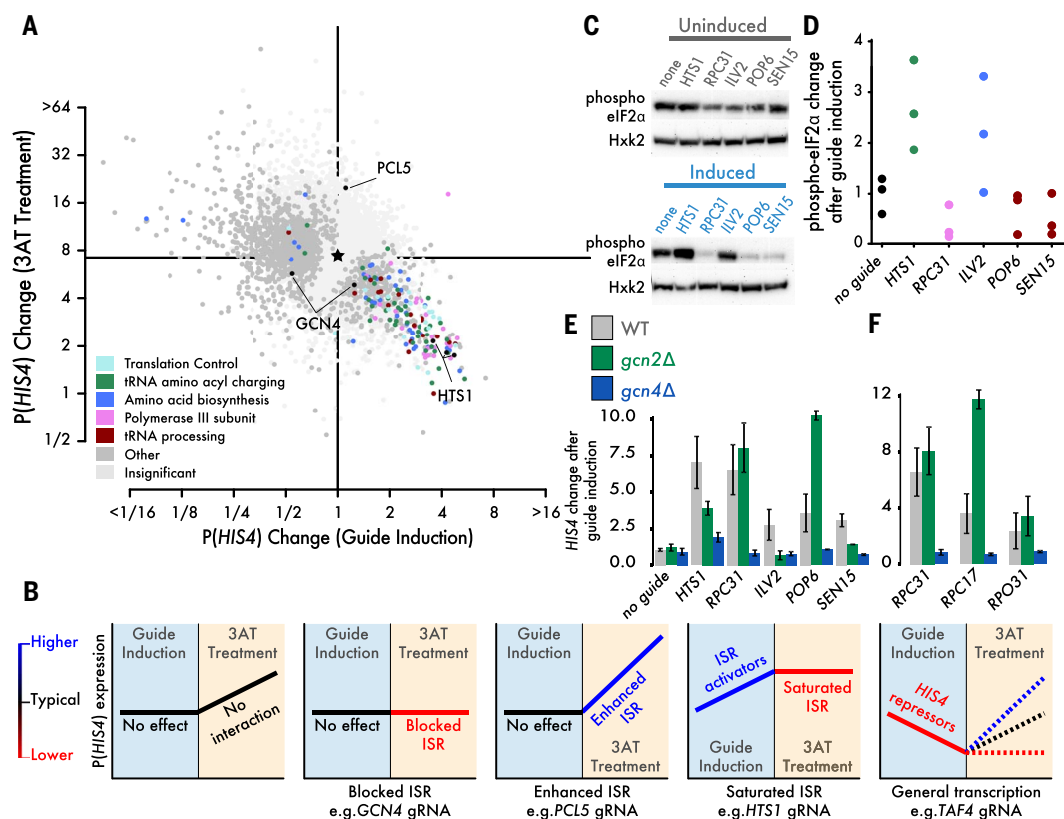 A
P(HIS4) Change (3AT Treatment)
>64
32
16
8
4
2
1
1/2
PCL5
GCN4
HTS1
Translation Control
tRNA amino acyl charging
Amino acid biosynthesis
Polymerase III subunit
tRNA processing
Other
Insignificant
<1/16
1/8
1/4
1/2
1
2
4
8
>16
P(HIS4) Change (Guide Induction)
C
Uninduced
none
HTS1
RPC31
ILV2
POP6
SEN15
phospho
eIF2α
Hxk2
Induced
none
HTS1
RPC31
ILV2
POP6
SEN15
phospho
eIF2α
Hxk2
D
phospho-eIF2α change
after guide induction
4
3
2
1
0
no guide
HTS1
RPC31
ILV2
POP6
SEN15
E
WT
gcn2Δ
gcn4Δ
HIS4 change after
guide induction
10.0
7.5
5.0
2.5
0.0
no guide
HTS1
RPC31
ILV2
POP6
SEN15
F
12
8
4
0
RPC31
RPC17
RPO31
B
Higher
Typical
Lower
P(HIS4) expression
Guide
Induction
3AT
Treatment
No effect
No
interaction
Guide
Induction
3AT
Treatment
No effect
Blocked
ISR
Blocked ISR
e.g.GCN4 gRNA
Guide
Induction
No effect
Enhanced
ISR
3AT
Treatment
Enhanced ISR
e.g.PCL5 gRNA
ISR
activators
Saturated
ISR
Guide
Induction
3AT
Treatment
Saturated ISR
e.g.HTS1 gRNA
Guide
Induction
3AT
Treatment
HIS4
repressors
General transcription
e.g.TAF4 gRNA